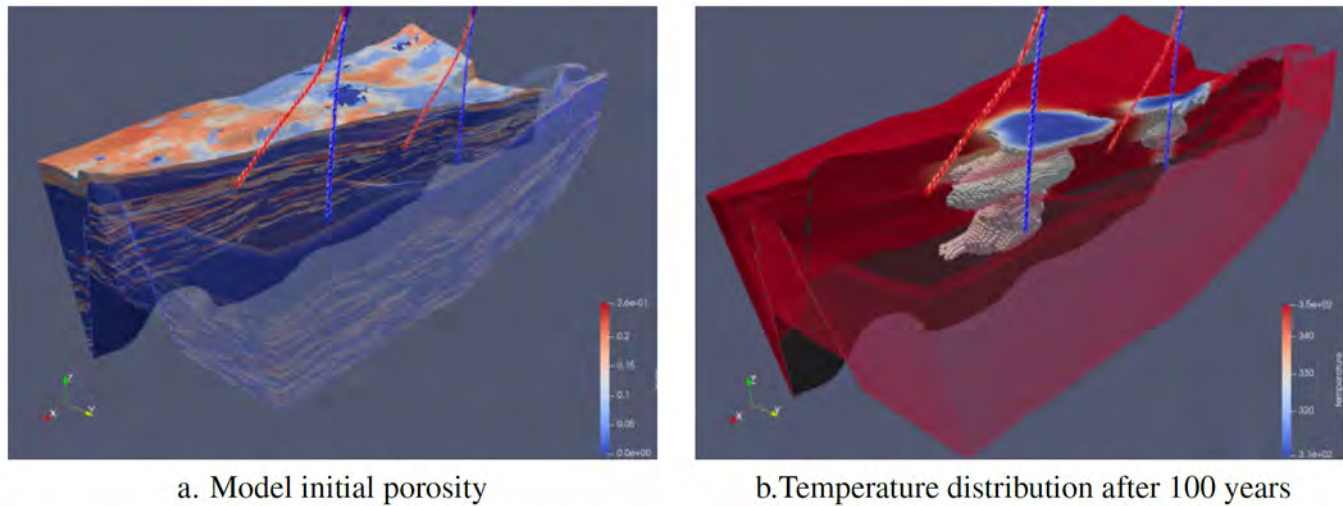 2.6e-01
0.2
0.15
0.1
0.05
0.0e+00
Z
X
Y
3.5e+02
340
330
320
3.1e+02
temperature
Z
X
Y
a. Model initial porosity
b.Temperature distribution after 100 years